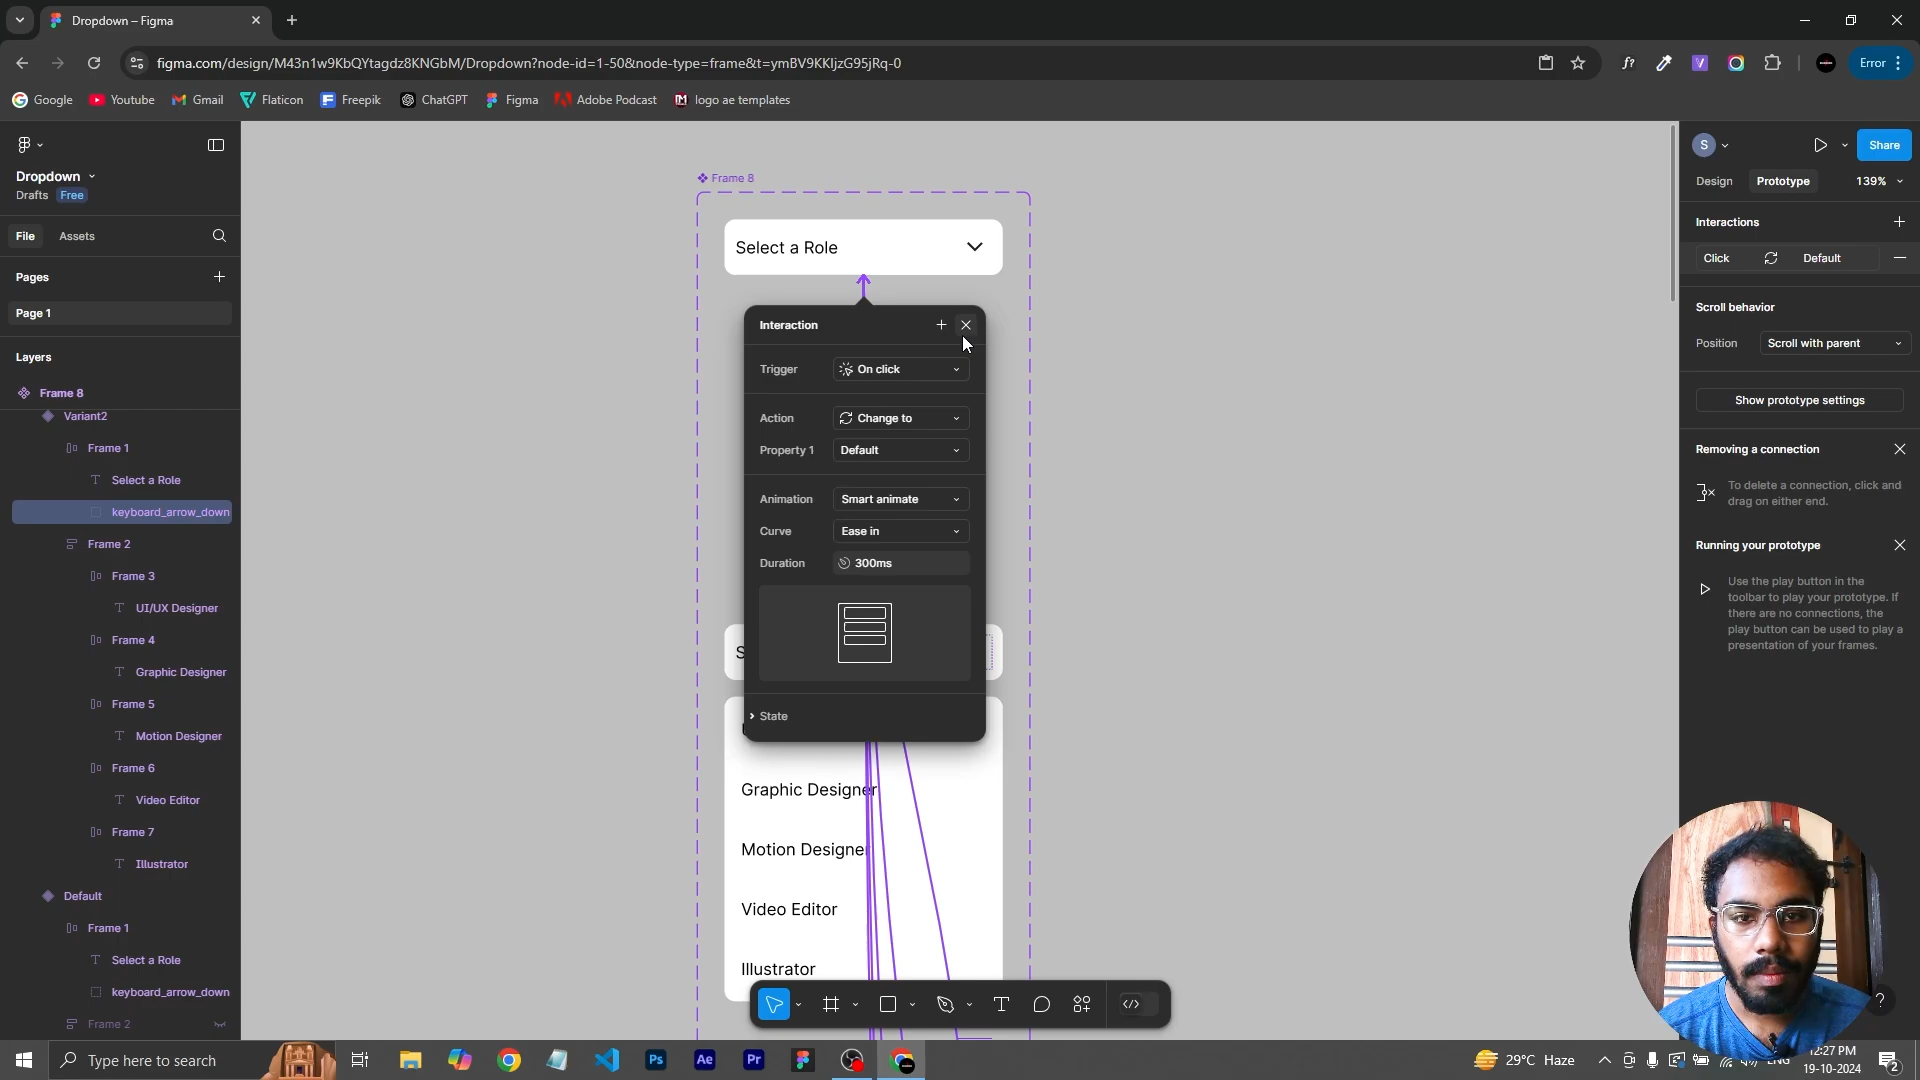 Dropdown – Figma
figma.com/design/M43n1w9KbQYtagdz8KNGbM/Dropdown?node-id=1-50&node-type=frame&t=ymBV9KKIjzG95jRq-0
f?
Error
Google
Youtube
Gmail
Flaticon
Freepik
ChatGPT
Figma
Adobe Podcast
logo ae templates
Dropdown
Drafts
Free
File
Assets
Pages
Page 1
Layers
Frame 8
Variant2
Frame 1
Select a Role
keyboard_arrow_down
Frame 2
Frame 3
UI/UX Designer
Frame 4
Graphic Designer
Frame 5
Motion Designer
Frame 6
Video Editor
Frame 7
Illustrator
Default
Frame 1
Select a Role
keyboard_arrow_down
Frame 2
Frame 8
Select a Role
Interaction
Trigger
On click
Action
Change to
Property 1
Default
Animation
Smart animate
Curve
Ease in
Duration
300ms
State
Graphic Designer
Motion Designer
Video Editor
Illustrator
S
Share
Design
Prototype
139%
Interactions
Click
Default
Scroll behavior
Position
Scroll with parent
Show prototype settings
Removing a connection
To delete a connection, click and
drag on either end.
Running your prototype
Use the play button in the
toolbar to play your prototype. If
there are no connections, the
play button can be used to play a
presentation of your frames.
?
Type here to search
Ps
Ae
Pr
29°C Haze
ENG
12:27 PM
19-10-2024
2